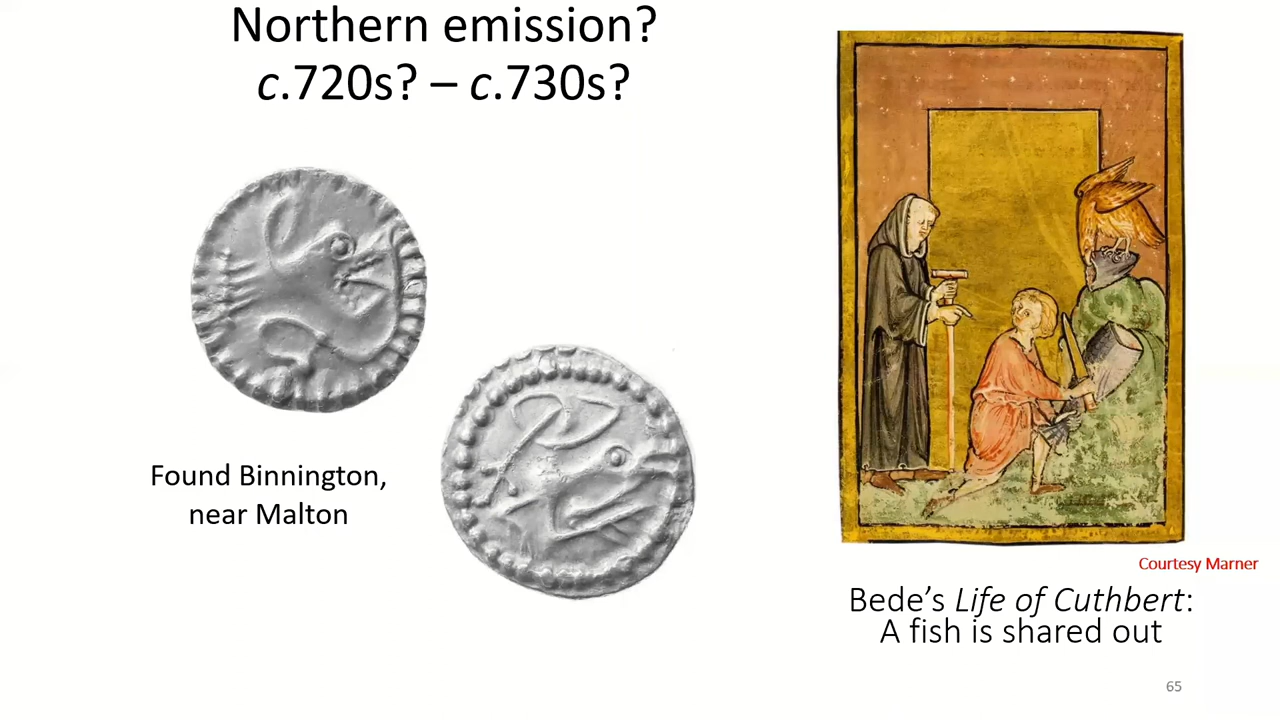 Northern emission?
c.720s? – c.730s?
Found Binnington,
near Malton
Courtesy Marner
Bede’s Life of Cuthbert:
A fish is shared out
65